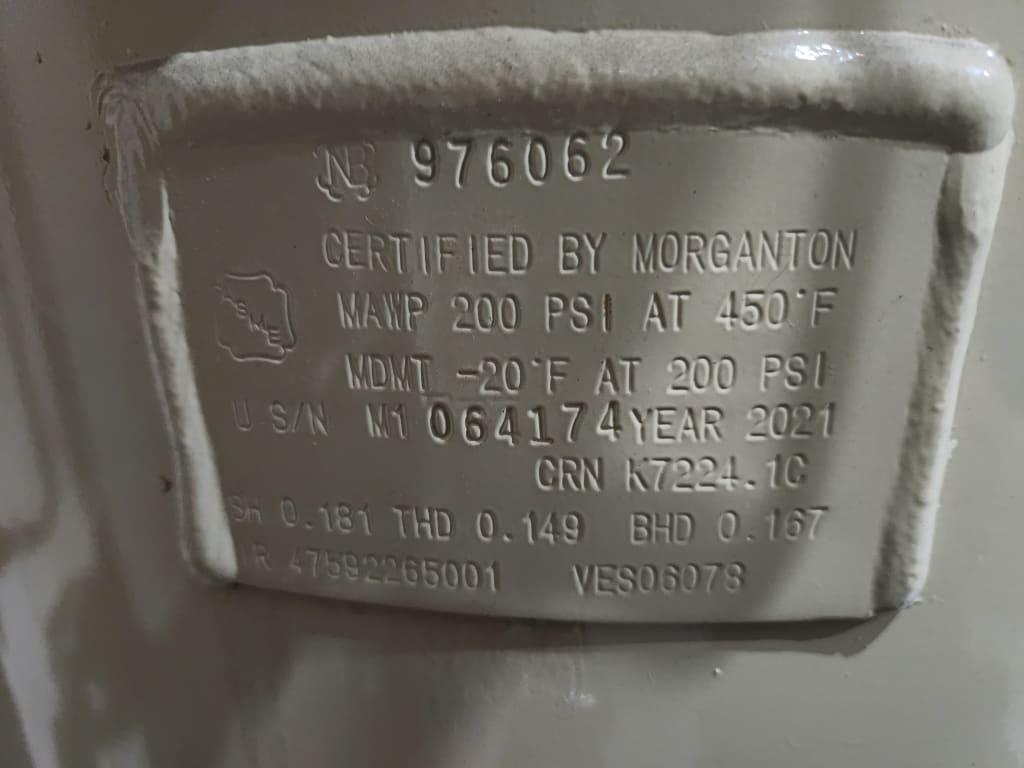 NB 976062
CERTIFIED BY MORGANTON
ASME
MAWP 200 PSI AT 450°F
MDMT -20°F AT 200 PSI
U S/N M1 064174 YEAR 2021
CRN K7224.1C
SH 0.181 THD 0.149 BHD 0.167
47592265001 VES06078